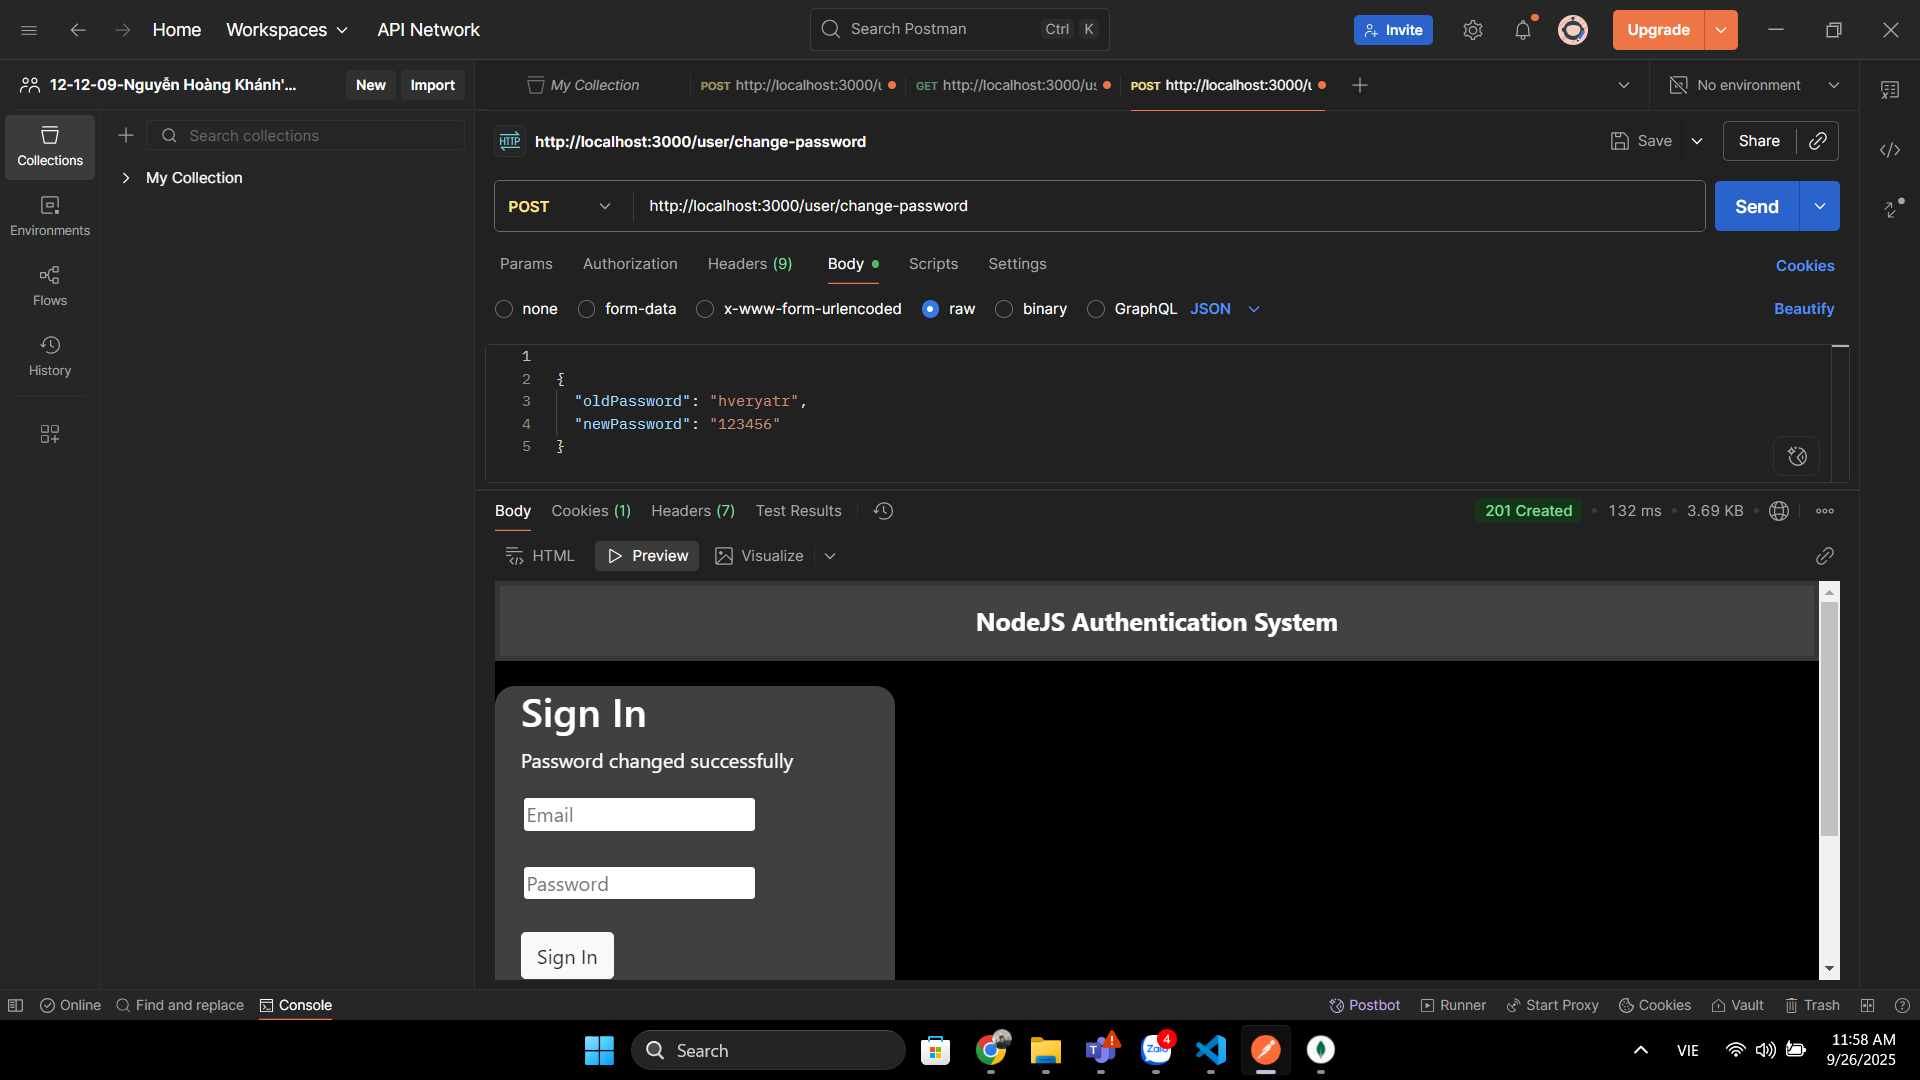 Home
Workspaces
API Network
Search Postman
Ctrl
K
Invite
Upgrade
12-12-09-Nguyễn Hoàng Khánh'...
New
Import
My Collection
POST http://localhost:3000/u
GET http://localhost:3000/us
POST http://localhost:3000/u
No environment
Collections
Environments
Flows
History
Search collections
My Collection
HTTP
http://localhost:3000/user/change-password
Save
Share
POST
http://localhost:3000/user/change-password
Send
Params
Authorization
Headers (9)
Body
Scripts
Settings
Cookies
none
form-data
x-www-form-urlencoded
raw
binary
GraphQL
JSON
Beautify
1
2 {
3 "oldPassword": "hveryatr",
4 "newPassword": "123456"
5 }
Body
Cookies (1)
Headers (7)
Test Results
201 Created
132 ms
3.69 KB
HTML
Preview
Visualize
NodeJS Authentication System
Sign In
Password changed successfully
Email
Password
Sign In
Online
Find and replace
Console
Postbot
Runner
Start Proxy
Cookies
Vault
Trash
Search
Zalo
4
VIE
11:58 AM
9/26/2025